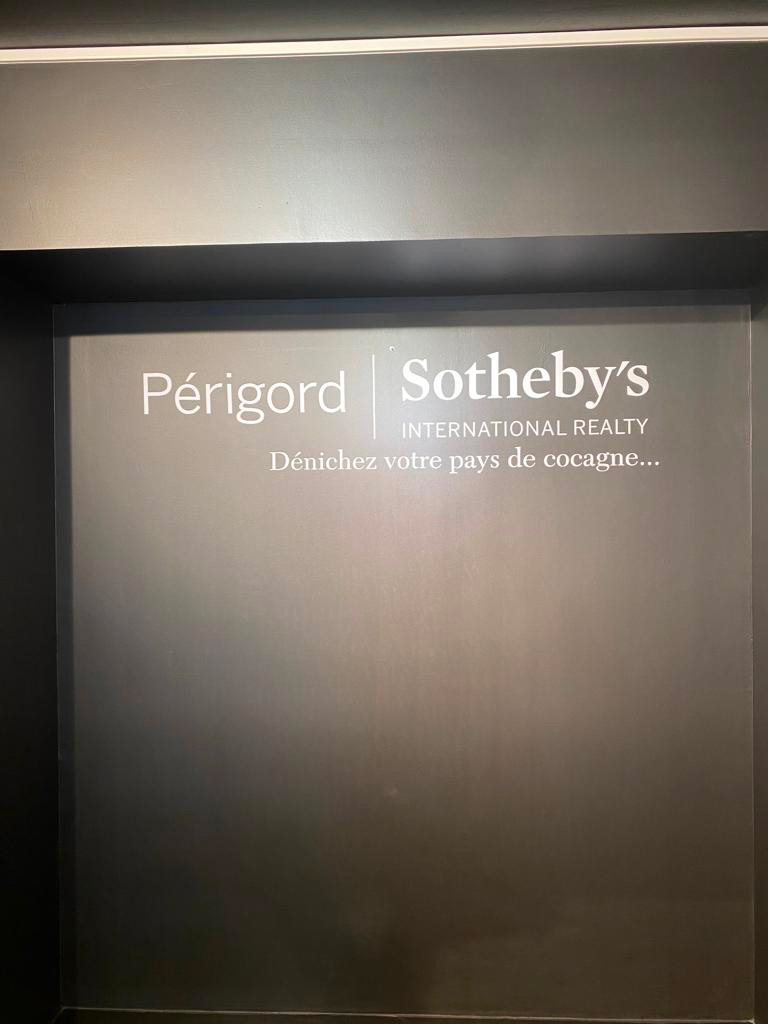 Périgord | Sotheby's
INTERNATIONAL REALTY
Dénichez votre pays de cocagne...